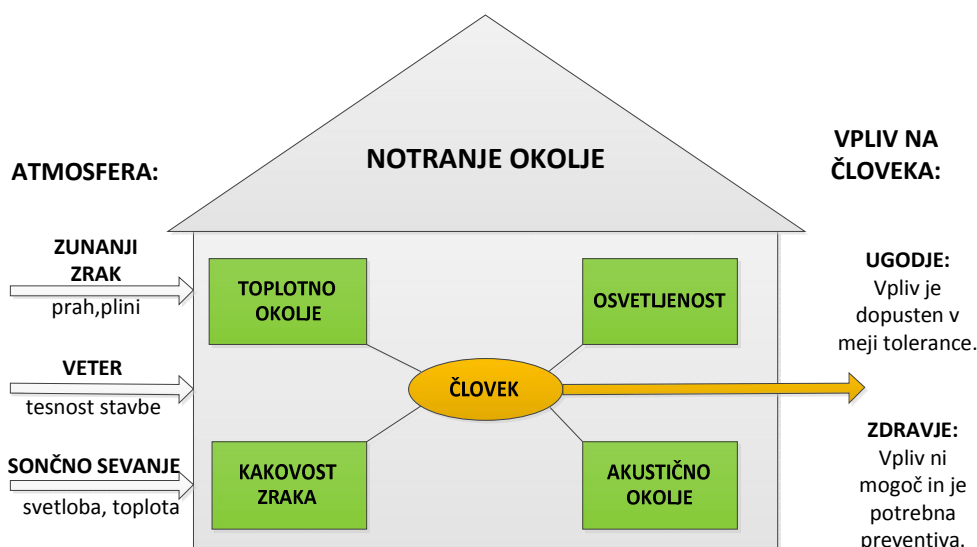 NOTRANJE OKOLJE
ATMOSFERA:
ZUNANJI
ZRAK
prah,plini
VETER
tesnost stavbe
SONČNO SEVANJE
svetloba, toplota
TOPLOTNO
OKOLJE
OSVETLJENOST
ČLOVEK
KAKOVOST
ZRAKA
AKUSTIČNO
OKOLJE
VPLIV NA
ČLOVEKA:
UGODJE:
Vpliv je
dopusten v
meji tolerance.
ZDRAVJE:
Vpliv ni
mogoč in je
potrebna
preventiva.